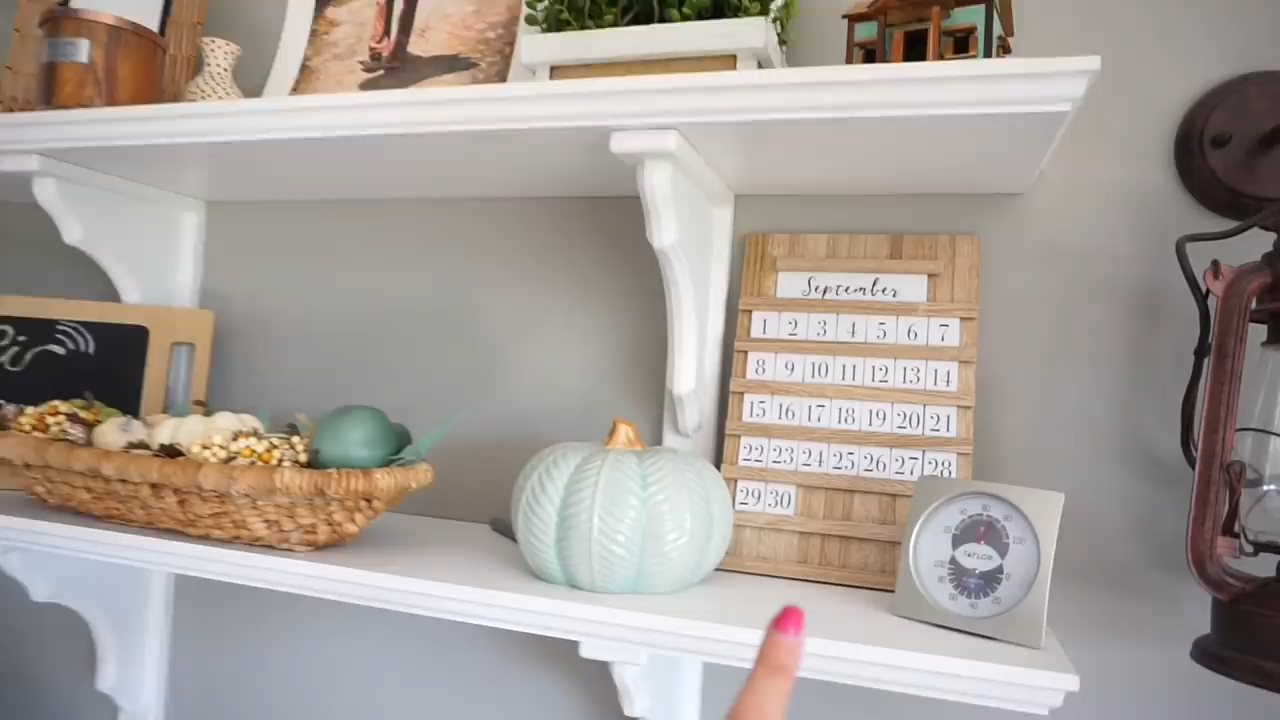 September
1 2 3 4 5 6 7
8 9 10 11 12 13 14
15 16 17 18 19 20 21
22 23 24 25 26 27 28
29 30
TAYLOR